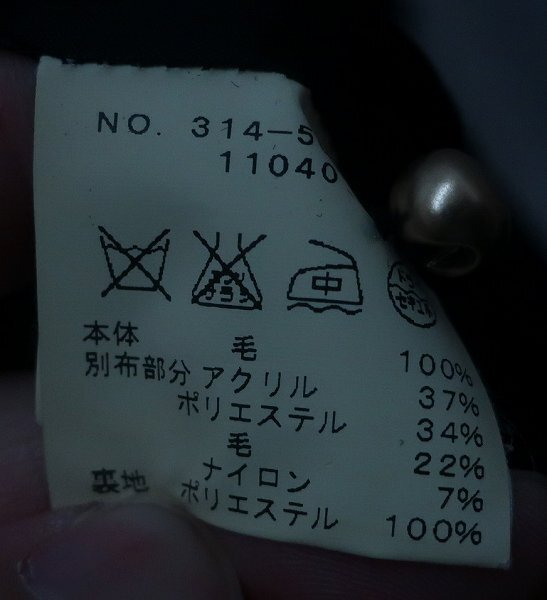 NO. 314-5
11040
中
本体 毛 100%
別布部分 アクリル 37%
ポリエステル 34%
毛 22%
ナイロン 7%
裏地 ポリエステル 100%